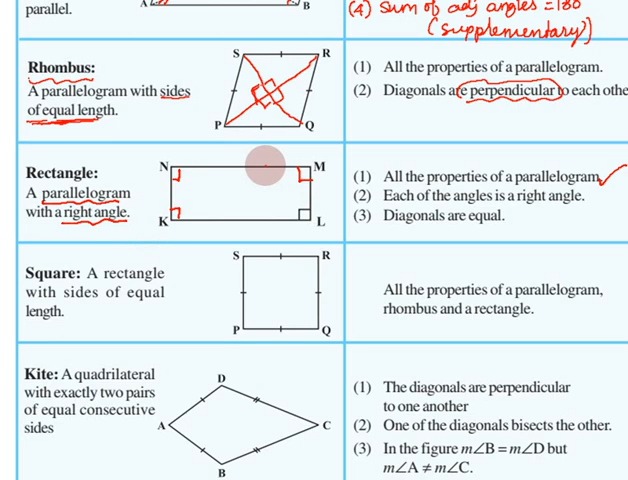 parallel.
A
B
(4) Sum of adj angles = 180
(supplementary)
Rhombus:
A parallelogram with sides
of equal length.
S
R
P
Q
(1) All the properties of a parallelogram.
(2) Diagonals are perpendicular to each othe
Rectangle:
A parallelogram
with a right angle.
N
M
K
L
(1) All the properties of a parallelogram
(2) Each of the angles is a right angle.
(3) Diagonals are equal.
Square: A rectangle
with sides of equal
length.
S
R
P
Q
All the properties of a parallelogram,
rhombus and a rectangle.
Kite: A quadrilateral
with exactly two pairs
of equal consecutive
sides
D
A
C
B
(1) The diagonals are perpendicular
to one another
(2) One of the diagonals bisects the other.
(3) In the figure m∠B = m∠D but
m∠A ≠ m∠C.